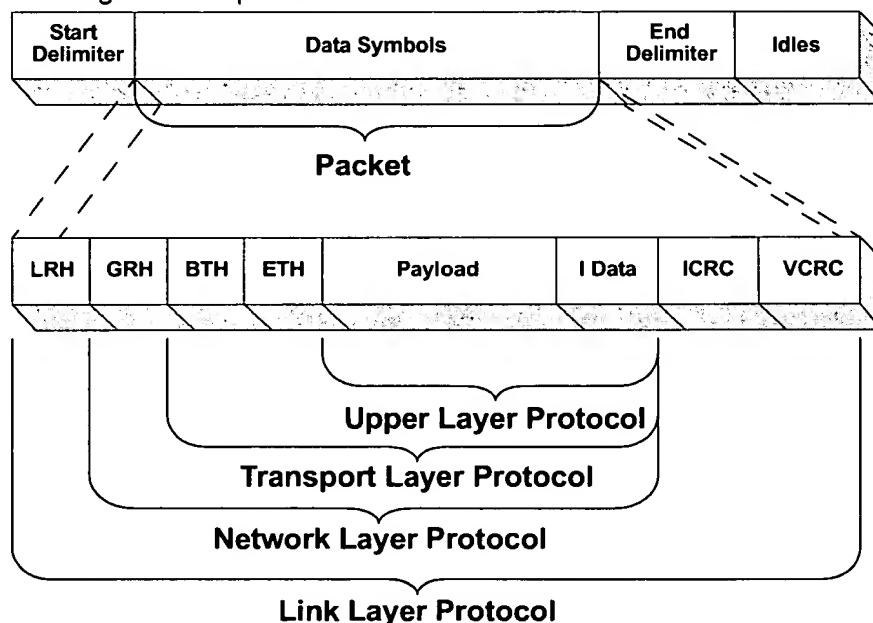 Start Delimiter
Data Symbols
End Delimiter
Idles
Packet
LRH GRH BTH ETH Payload I Data ICRC VCRC
Upper Layer Protocol
Transport Layer Protocol
Network Layer Protocol
Link Layer Protocol